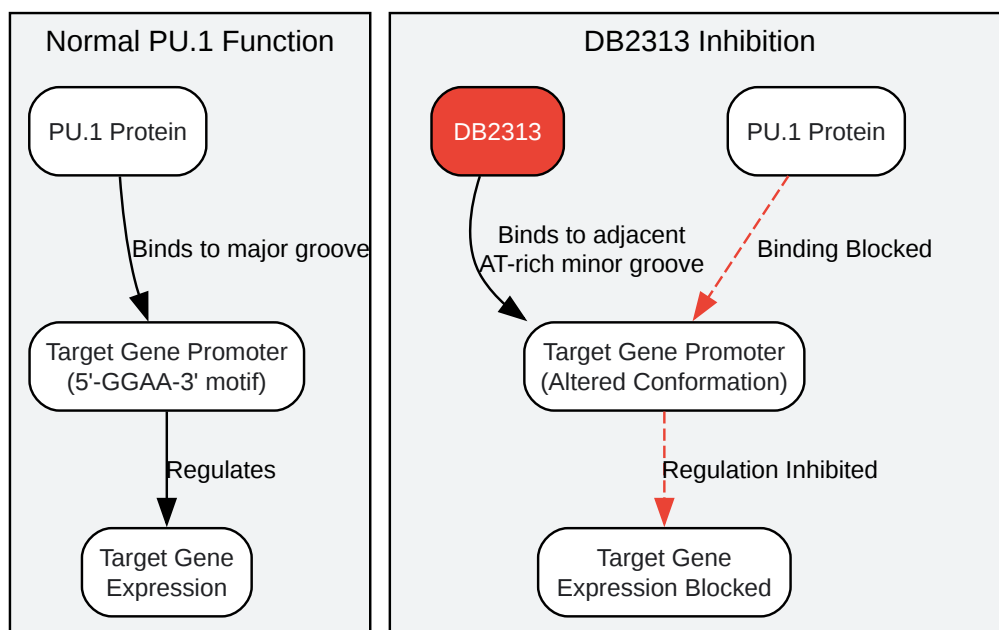 Normal PU.1 Function
PU.1 Protein
Binds to major groove
Target Gene Promoter
(5'-GGAA-3' motif)
Regulates
Target Gene
Expression
DB2313 Inhibition
DB2313
PU.1 Protein
Binds to adjacent
AT-rich minor groove
Binding Blocked
Target Gene Promoter
(Altered Conformation)
Regulation Inhibited
Target Gene
Expression Blocked